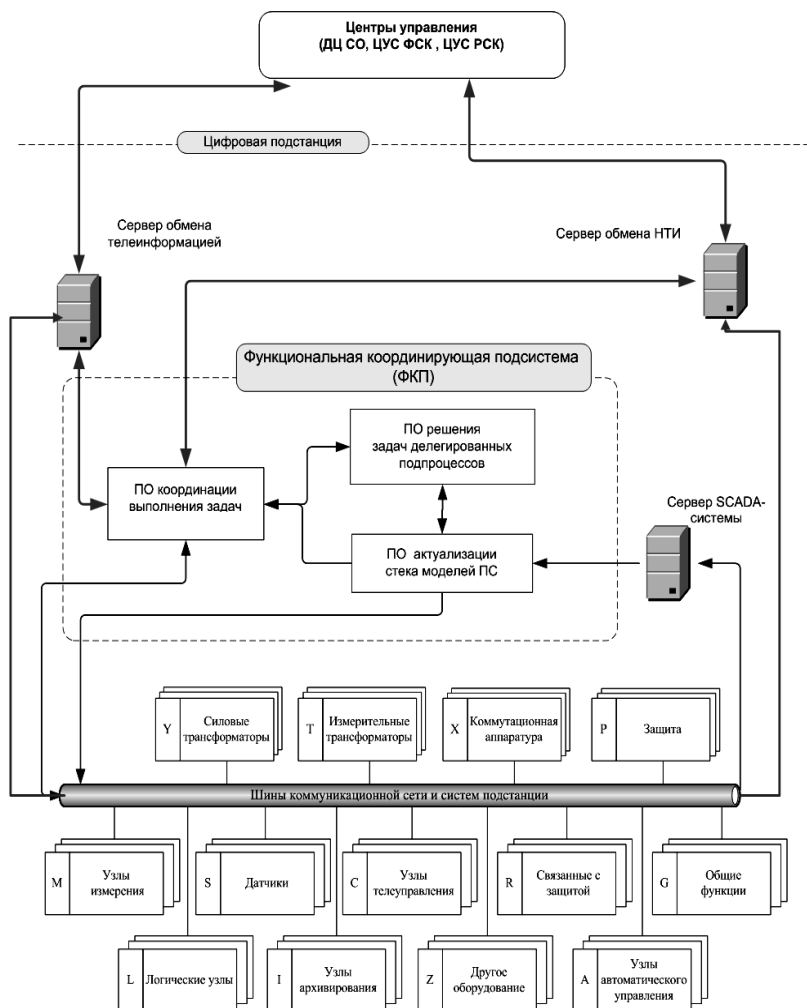 Центры управления
(ДЦ СО, ЦУС ФСК , ЦУС РСК)
Цифровая подстанция
Сервер обмена
телеинформацией
Сервер обмена НТИ
Функциональная координирующая подсистема
(ФКП)
ПО решения
задач делегированных
подпроцессов
ПО координации
выполнения задач
Сервер SCADA-
системы
ПО актуализации
стека моделей ПС
Y
Силовые
трансформаторы
T
Измерительные
трансформаторы
X
Коммутационная
аппаратура
P
Защита
Шины коммуникационной сети и систем подстанции
M
Узлы
измерения
S
Датчики
C
Узлы
телеуправления
R
Связанные с
защитой
G
Общие
функции
L
Логические узлы
I
Узлы
архивирования
Z
Другое
оборудование
A
Узлы
автоматического
управления